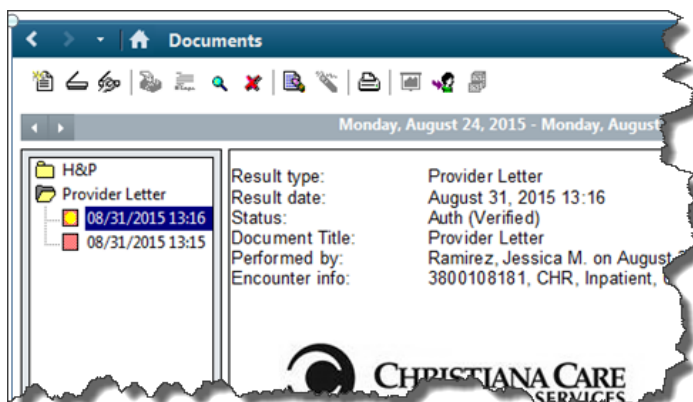 Documents
Monday, August 24, 2015 - Monday, August
H&P
Provider Letter
08/31/2015 13:16
08/31/2015 13:15
Result type: Provider Letter
Result date: August 31, 2015 13:16
Status: Auth (Verified)
Document Title: Provider Letter
Performed by: Ramirez, Jessica M. on August
Encounter info: 3800108181, CHR, Inpatient,
CHRISTIANA CARE
SERVICES